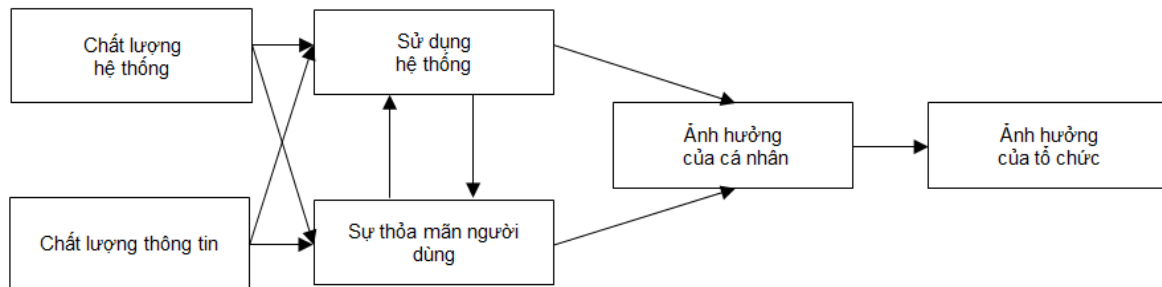 Chất lượng
hệ thống
Sử dụng
hệ thống
Ảnh hưởng
của cá nhân
Ảnh hưởng
của tổ chức
Chất lượng thông tin
Sự thỏa mãn người
dùng